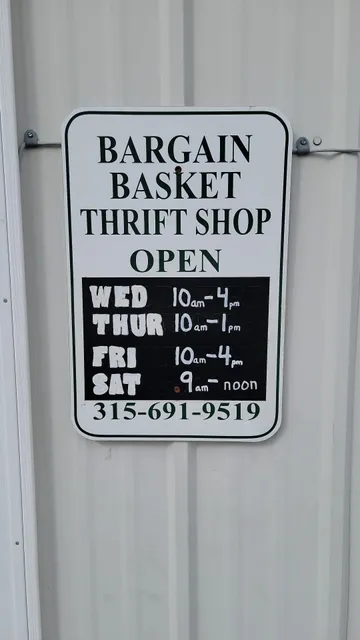 BARGAIN
BASKET
THRIFT SHOP
OPEN
WED 10am-4pm
THUR 10am-1pm
FRI 10am-4pm
SAT 9am-noon
315-691-9519